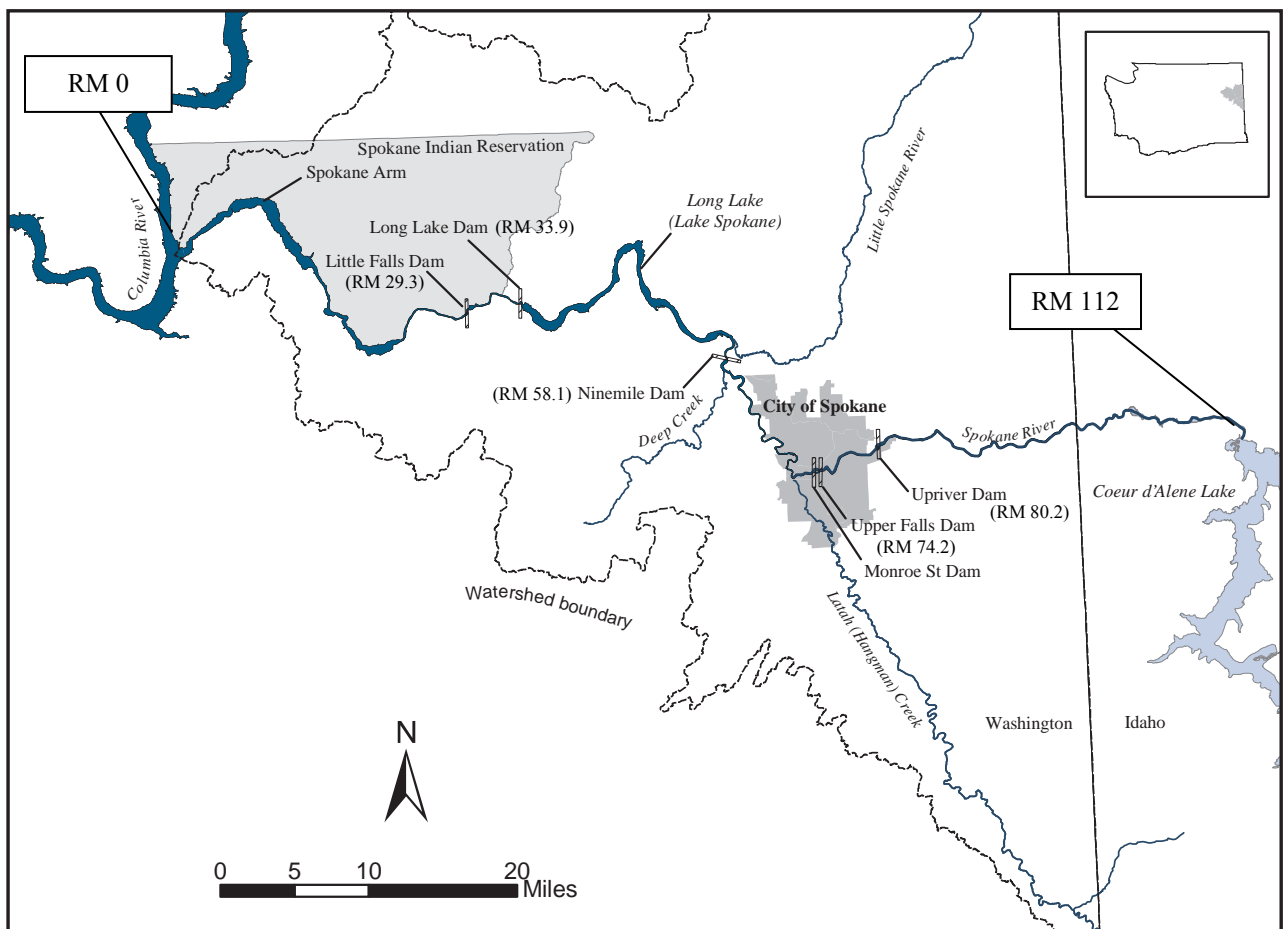 RM 0
Spokane Indian Reservation
Spokane Arm
Columbia River
Long Lake Dam (RM 33.9)
Little Falls Dam
(RM 29.3)
Long Lake
(Lake Spokane)
Little Spokane River
RM 112
(RM 58.1) Ninemile Dam
Deep Creek
City of Spokane
Spokane River
Coeur d'Alene Lake
Upriver Dam
(RM 80.2)
Upper Falls Dam
(RM 74.2)
Monroe St Dam
Watershed boundary
Latah (Hangman) Creek
Washington
Idaho
N
0 5 10 20
Miles